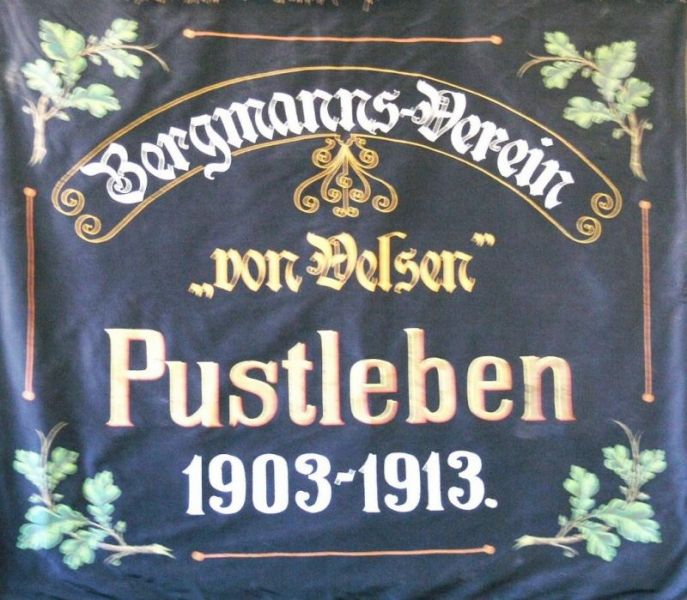 Bergmanns-Verein
„von Velsen”
Pustleben
1903-1913.